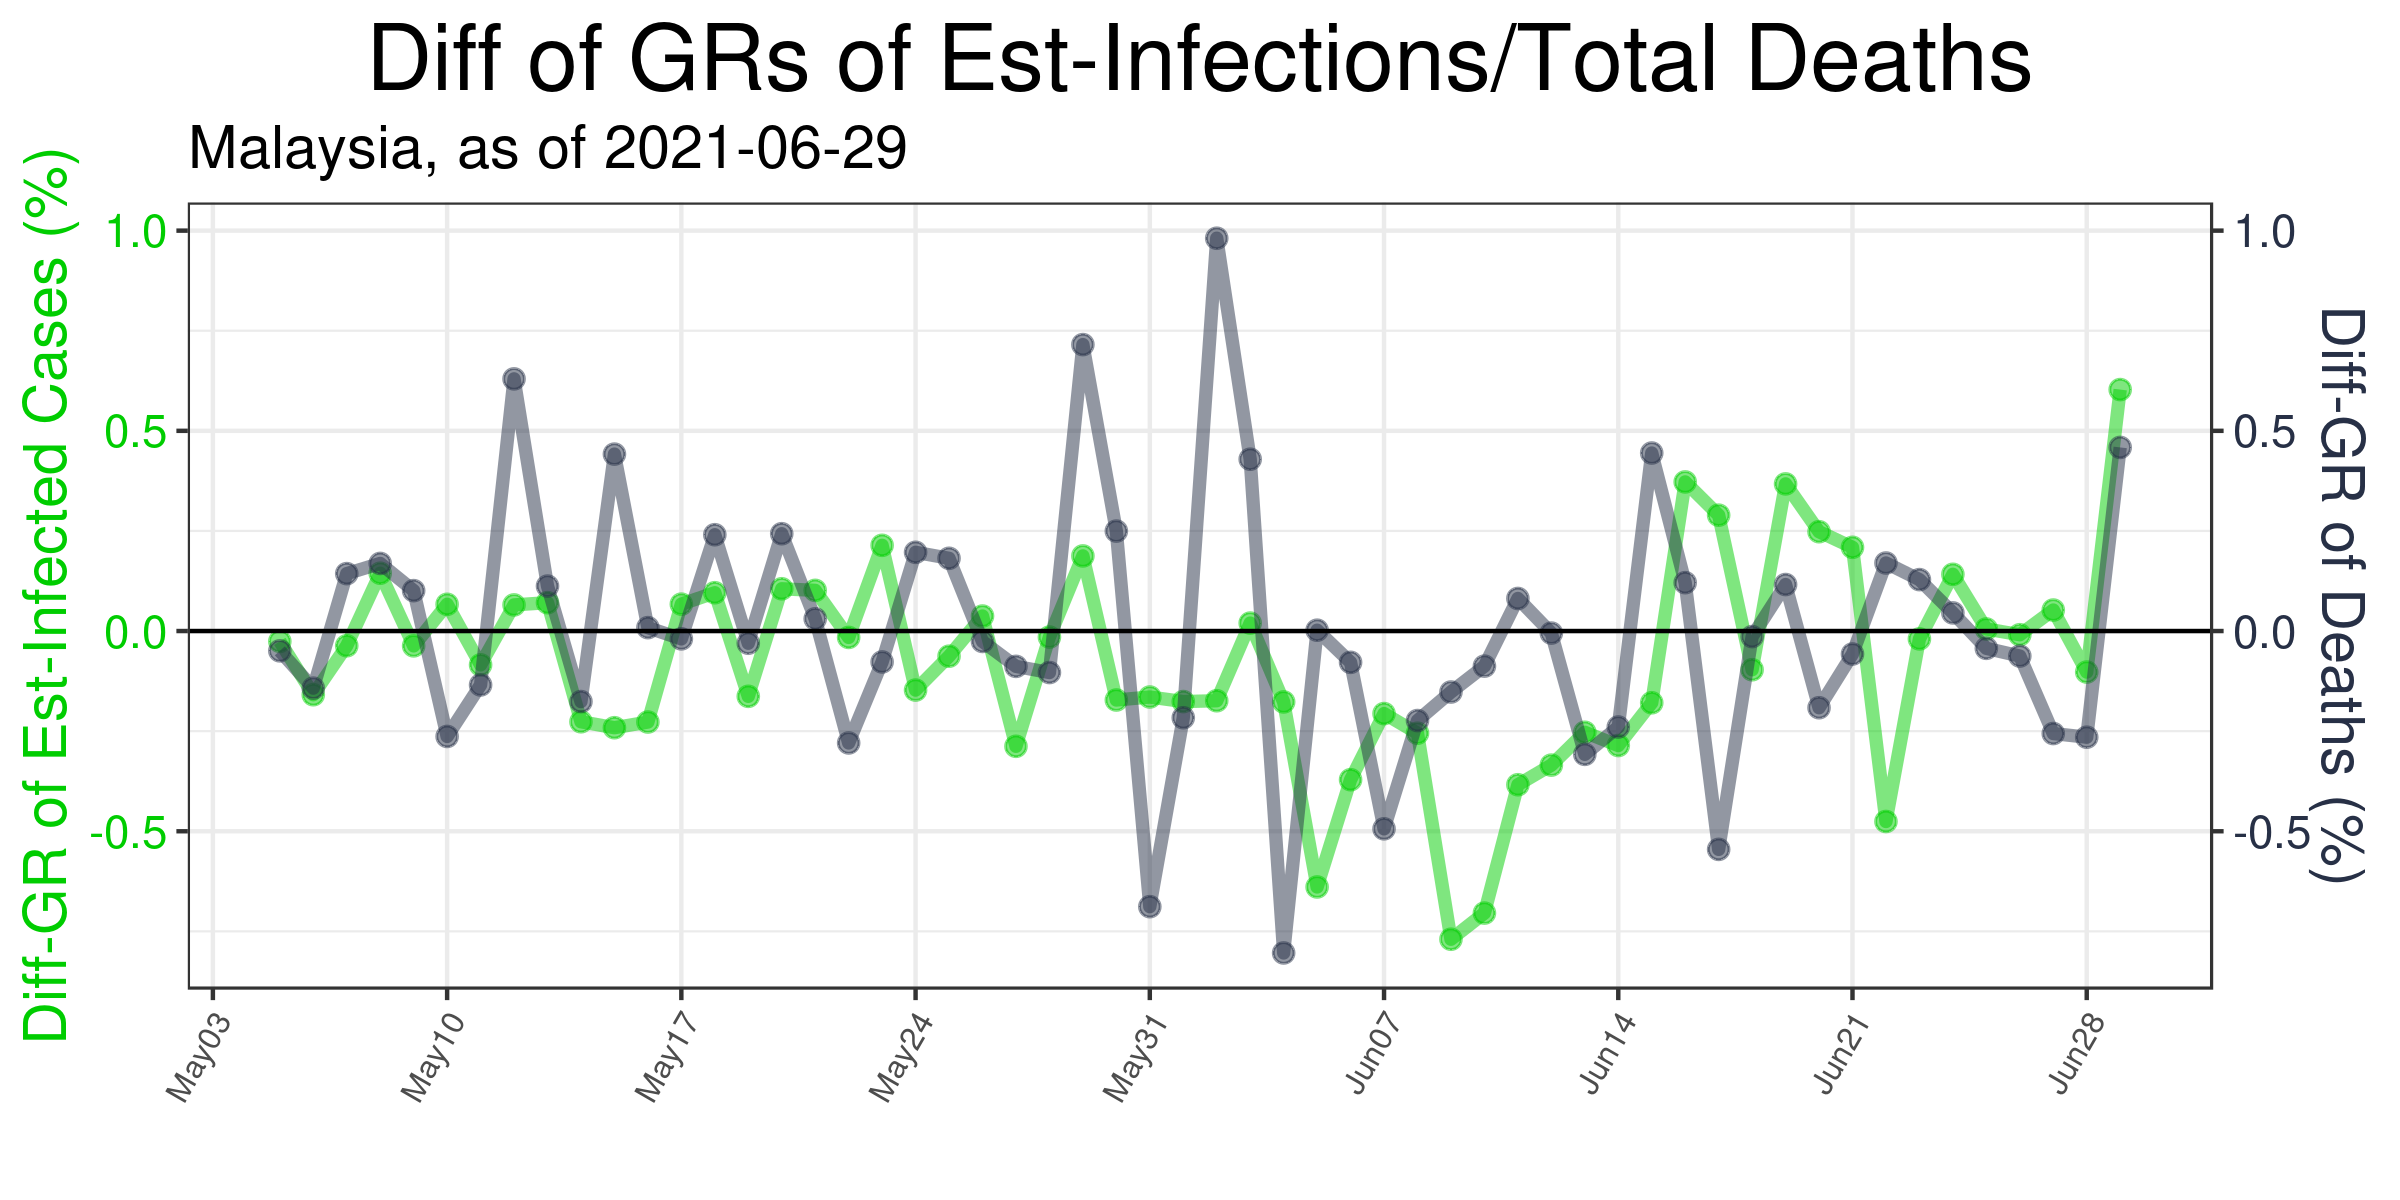 Diff of GRs of Est-Infections/Total Deaths
Malaysia, as of 2021-06-29
Diff-GR of Est-Infected Cases (%)
1.0
0.5
0.0
-0.5
1.0
0.5
0.0
-0.5
Diff-GR of Deaths (%)
May03
May10
May17
May24
May31
Jun07
Jun14
Jun21
Jun28